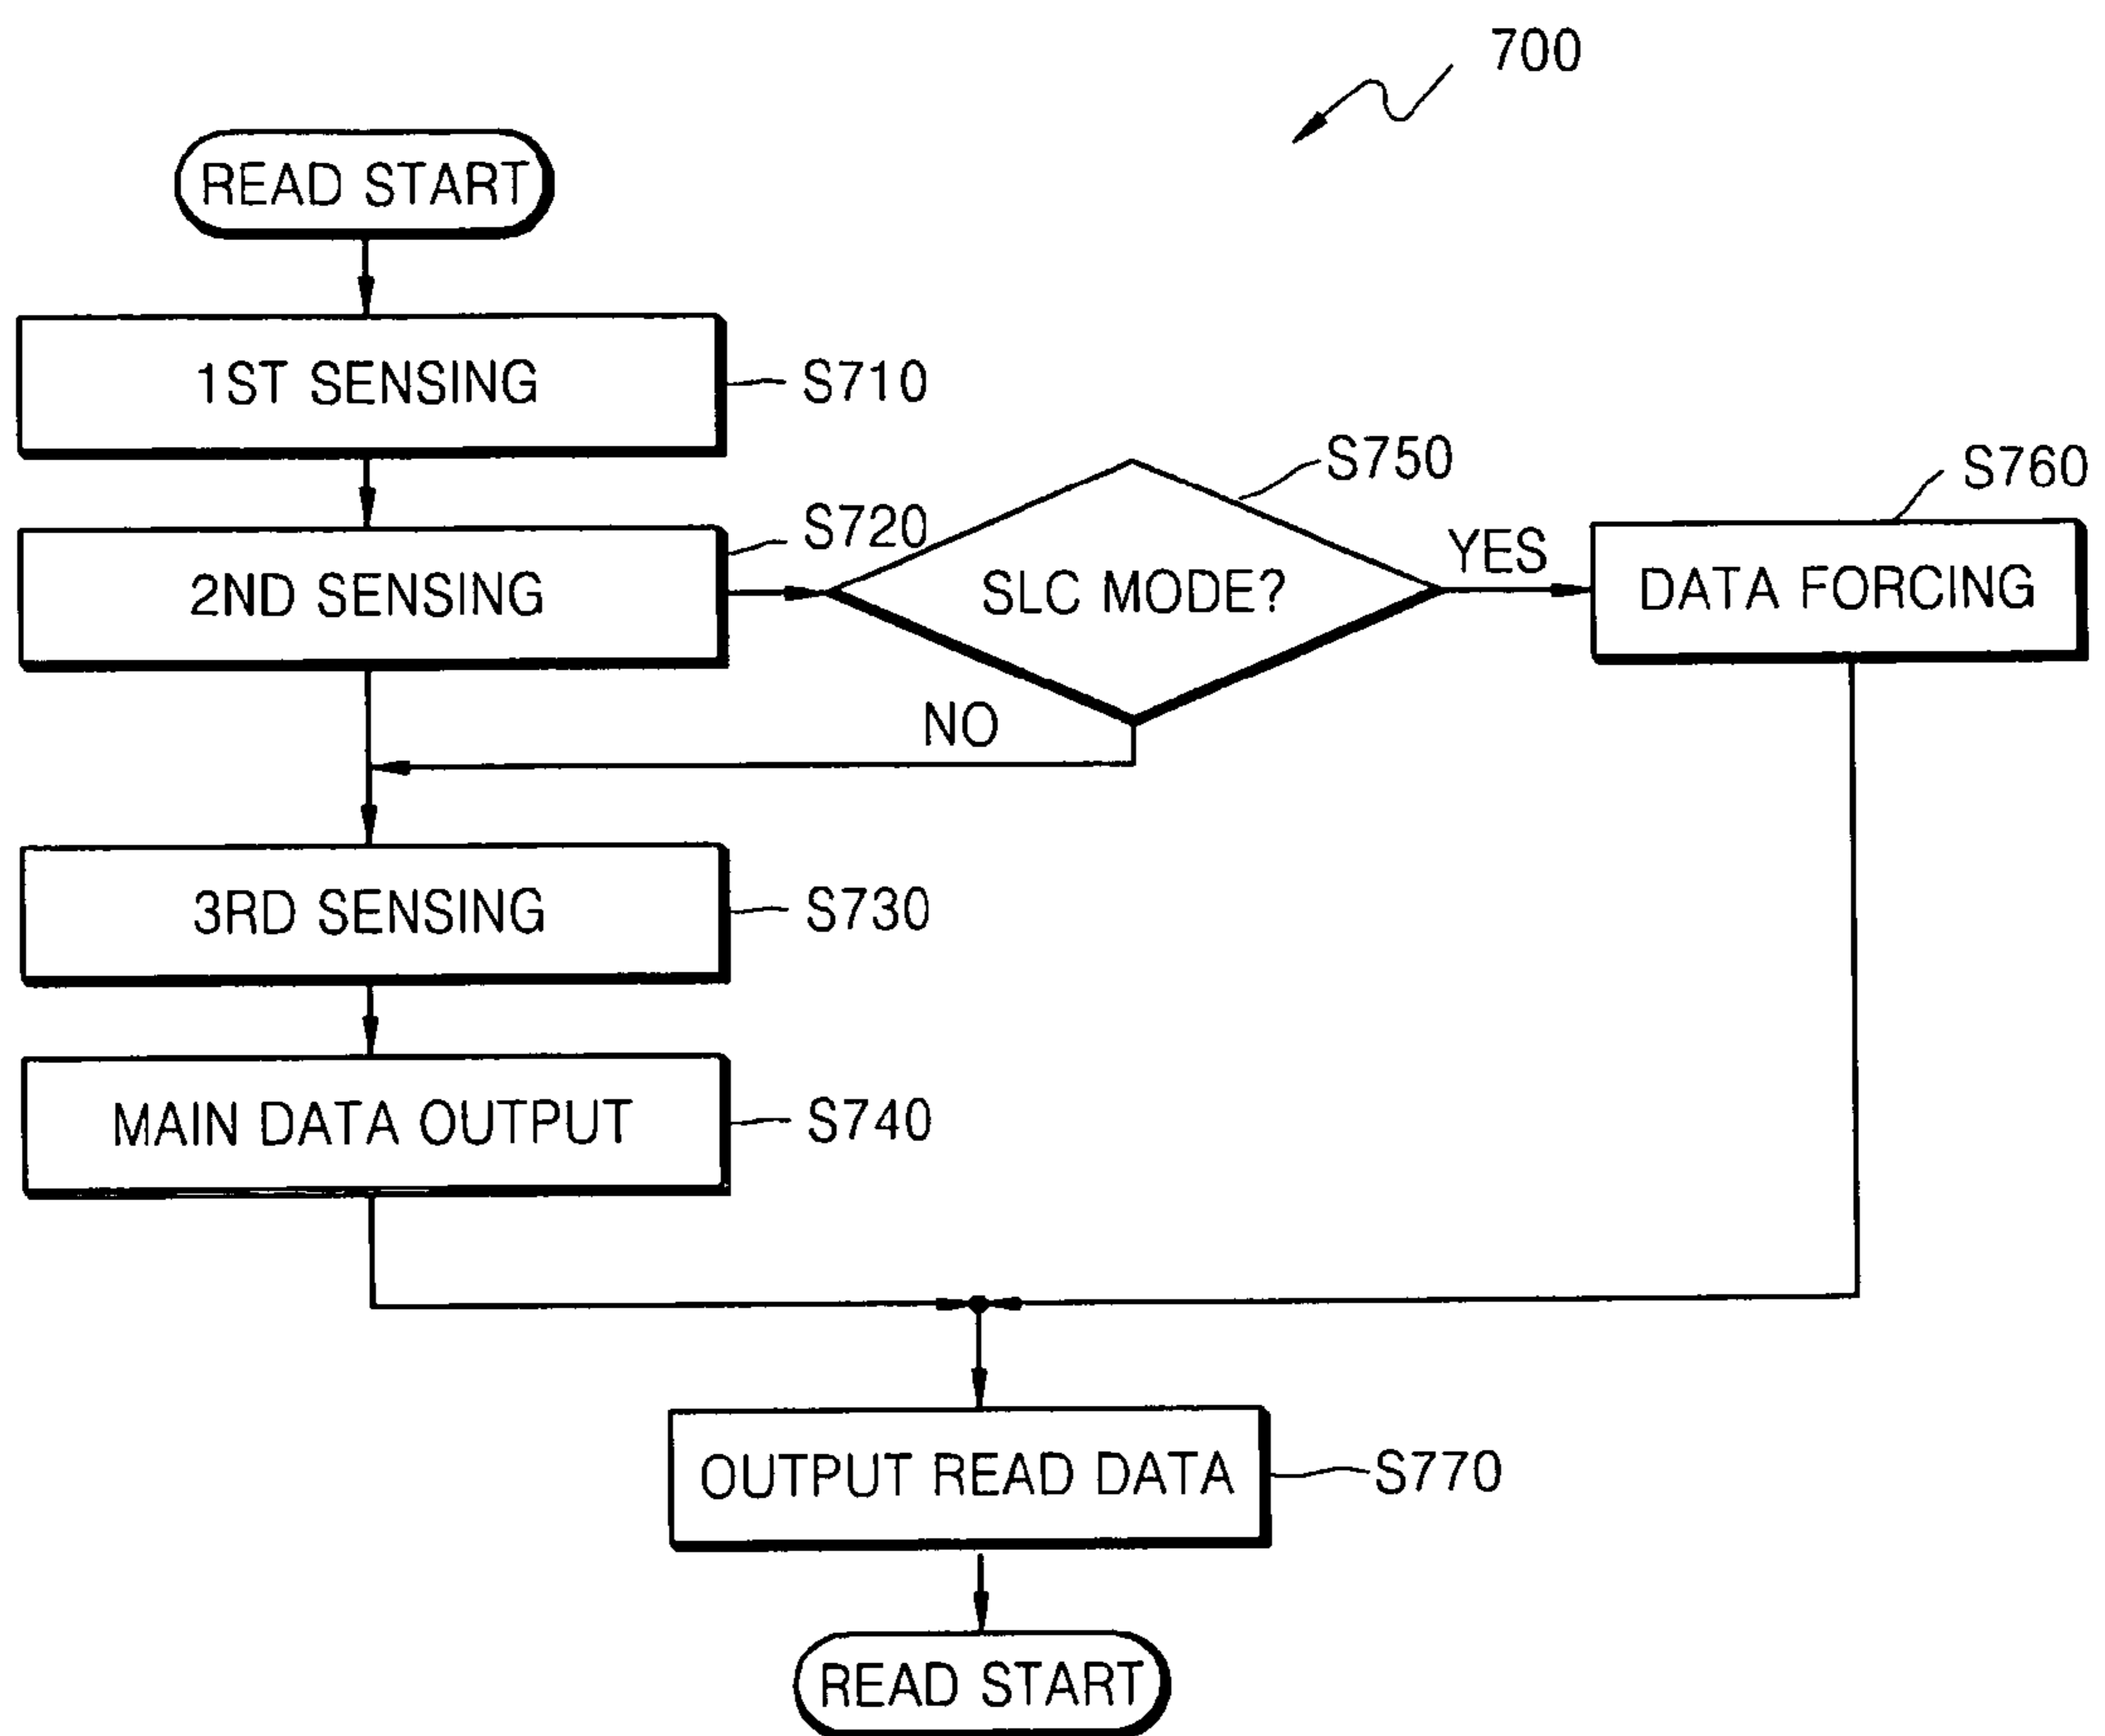 700
READ START
1ST SENSING
S710
S750
S760
S720
2ND SENSING
SLC MODE?
YES
DATA FORCING
NO
3RD SENSING
S730
MAIN DATA OUTPUT
S740
OUTPUT READ DATA
S770
READ START